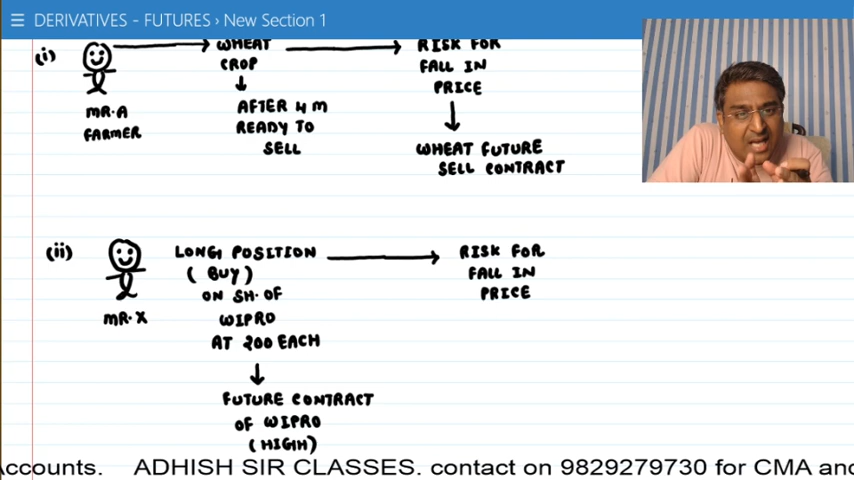 DERIVATIVES - FUTURES › New Section 1
(i) WHEAT CROP
RISK FOR FALL IN PRICE
MR.A FARMER
AFTER 4 M READY TO SELL
WHEAT FUTURE SELL CONTRACT
(ii) LONG POSITION
(BUY)
ON SH. OF
WIPRO
AT 200 EACH
RISK FOR
FALL IN
PRICE
MR.X
FUTURE CONTRACT
OF WIPRO
(HIGH)
Accounts. ADHISH SIR CLASSES. contact on 9829279730 for CMA and